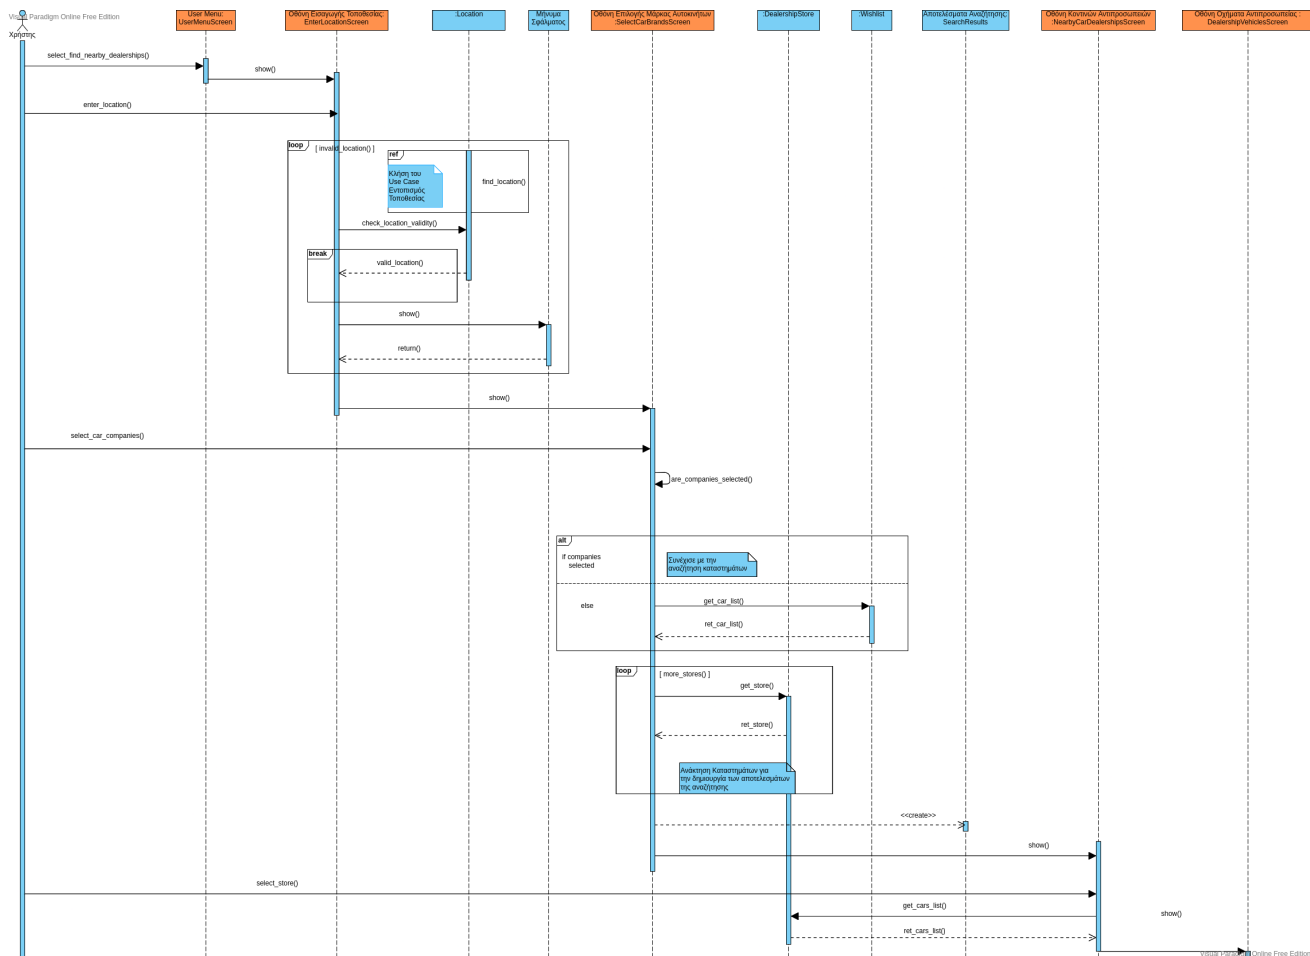 Visual Paradigm Online Free Edition
Χρήστης
User Menu:
UserMenuScreen
Οθόνη Εισαγωγής Τοποθεσίας:
EnterLocationScreen
:Location
Μήνυμα
Σφάλματος
Οθόνη Επιλογής Μάρκας Αυτοκινήτων
:SelectCarBrandsScreen
:DealershipStore
:Wishlist
Αποτελέσματα Αναζήτησης:
SearchResults
Οθόνη Κοντινών Αντιπροσωπειών
:NearbyCarDealershipsScreen
Οθόνη Οχήματα Αντιπροσωπείας :
DealershipVehiclesScreen
select_find_nearby_dealerships()
show()
enter_location()
loop
[ invalid_location() ]
ref
Κλήση του
Use Case
Εντοπισμός
Τοποθεσίας
find_location()
check_location_validity()
break
valid_location()
show()
return()
show()
select_car_companies()
are_companies_selected()
alt
if companies
selected
Συνέχισε με την
αναζήτηση καταστημάτων
else
get_car_list()
ret_car_list()
loop
[ more_stores() ]
get_store()
ret_store()
Ανάκτηση Καταστημάτων για
την δημιουργία των αποτελεσμάτων
της αναζήτησης
<<create>>
show()
select_store()
get_cars_list()
show()
ret_cars_list()
Visual Paradigm Online Free Edition